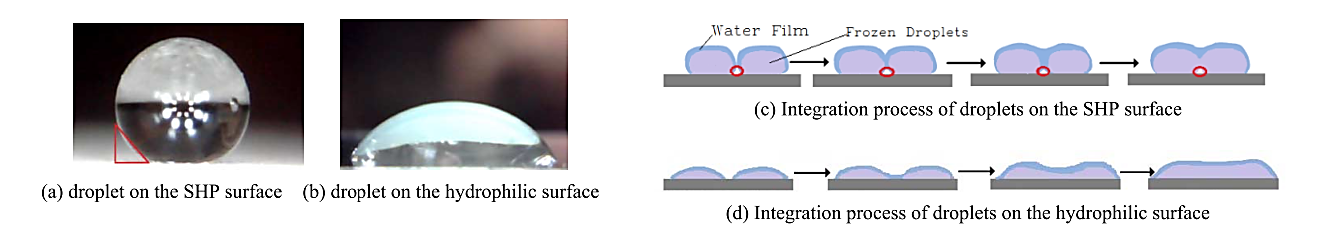 Water Film
Frozen Droplets
(c) Integration process of droplets on the SHP surface
(a) droplet on the SHP surface
(b) droplet on the hydrophilic surface
(d) Integration process of droplets on the hydrophilic surface